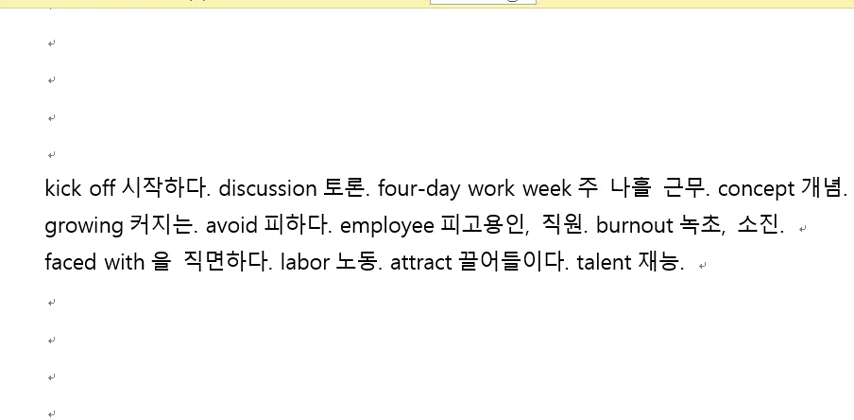 kick off 시작하다. discussion 토론. four-day work week 주 나흘 근무. concept 개념.
growing 커지는. avoid 피하다. employee 피고용인, 직원. burnout 녹초, 소진.
faced with 을 직면하다. labor 노동. attract 끌어들이다. talent 재능.